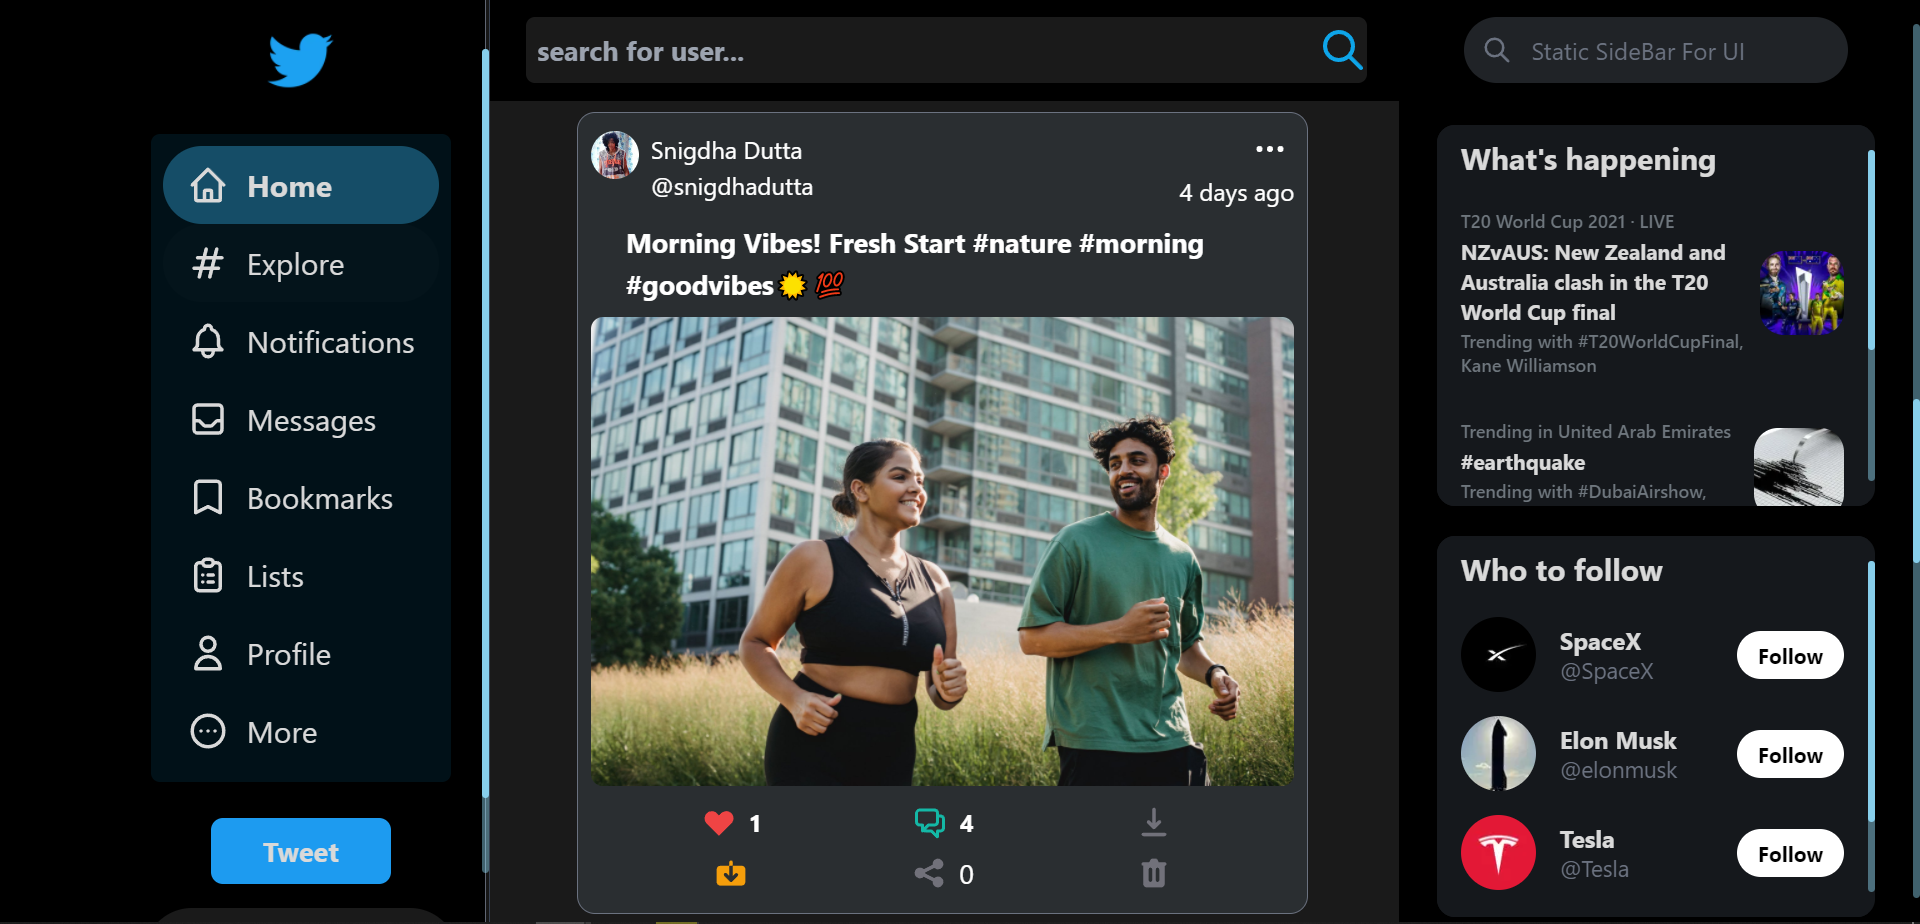 Home
Explore
Notifications
Messages
Bookmarks
Lists
Profile
More
Tweet
search for user...
Snigdha Dutta
@snigdhadutta
4 days ago
Morning Vibes! Fresh Start #nature #morning
#goodvibes☀️ 💯
1
4
0
Static SideBar For UI
What's happening
T20 World Cup 2021 · LIVE
NZvAUS: New Zealand and
Australia clash in the T20
World Cup final
Trending with #T20WorldCupFinal,
Kane Williamson
Trending in United Arab Emirates
#earthquake
Trending with #DubaiAirshow,
Who to follow
SpaceX
@SpaceX
Follow
Elon Musk
@elonmusk
Follow
Tesla
@Tesla
Follow